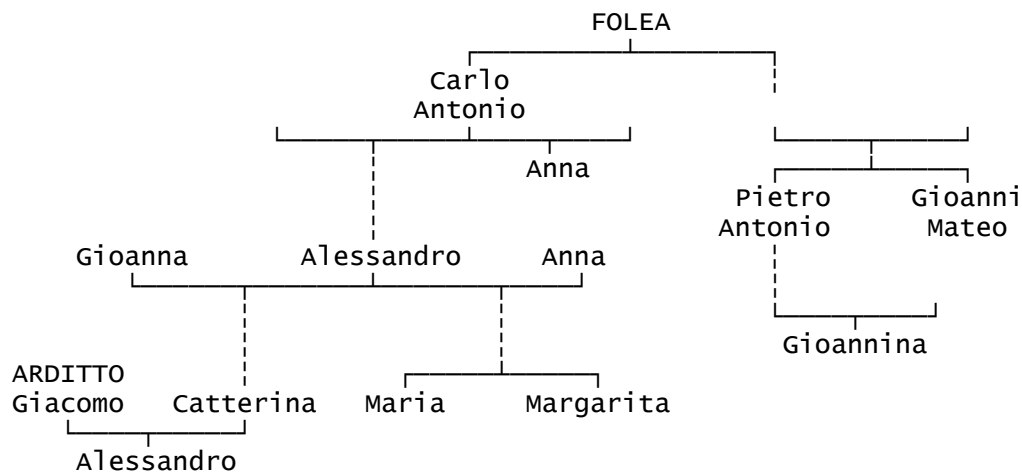 FOLEA
Carlo
Antonio
Anna
Pietro Gioanni
Antonio Mateo
Gioanna Alessandro Anna
Gioannina
ARDITTO
Giacomo Catterina Maria Margarita
Alessandro